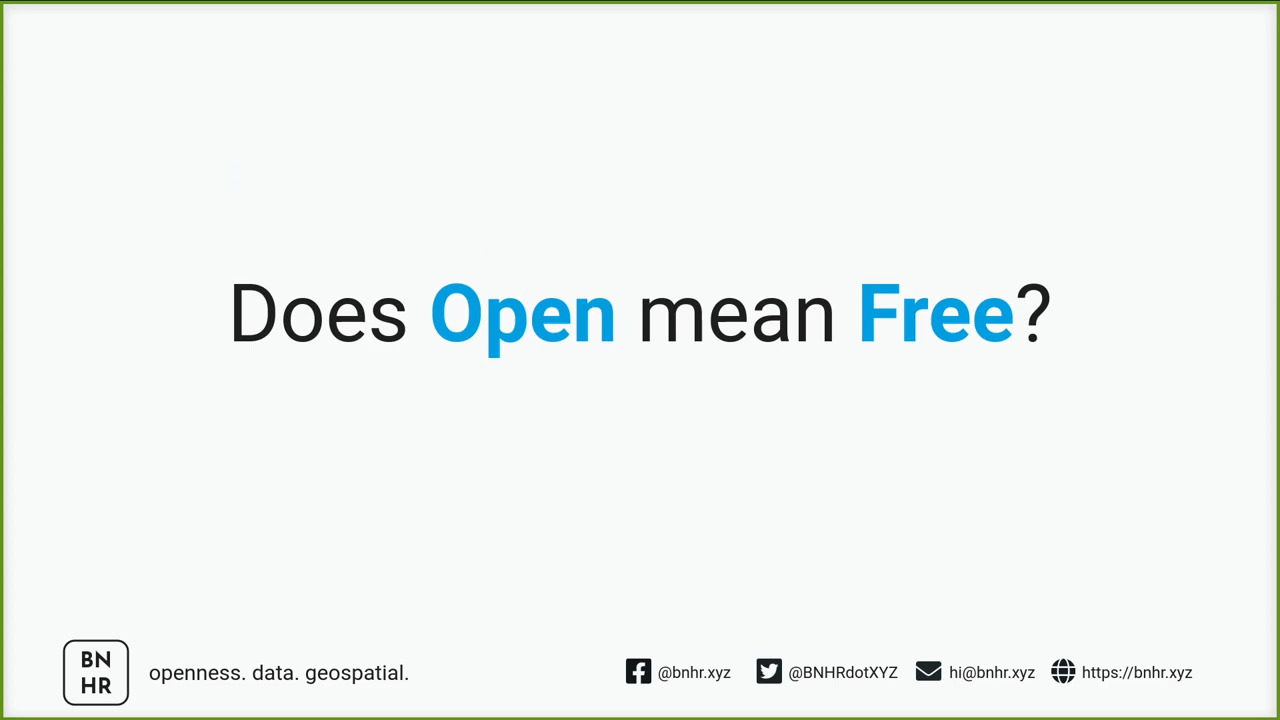 Does Open mean Free?
BN
HR
openness. data. geospatial.
@bnhr.xyz
@BNHRdotXYZ
hi@bnhr.xyz
https://bnhr.xyz